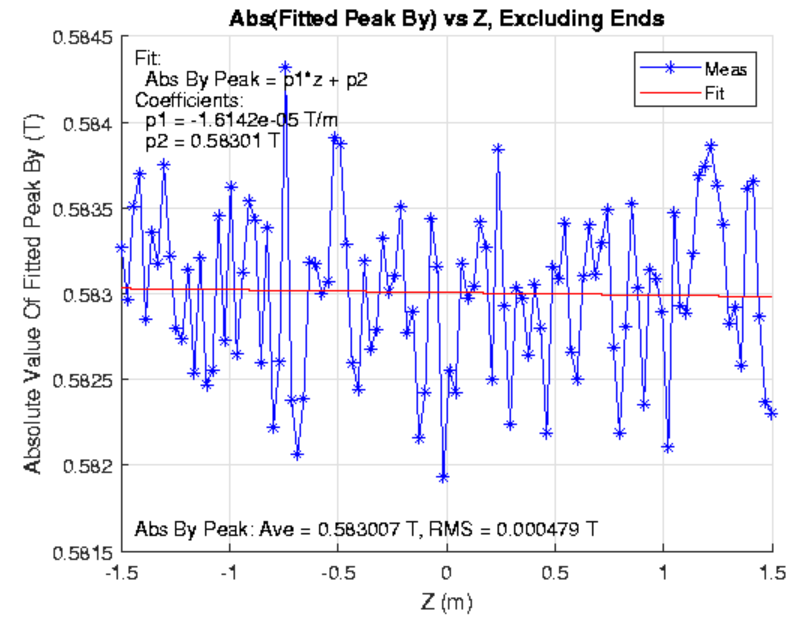 Abs(Fitted Peak By) vs Z, Excluding Ends
Fit:
Abs By Peak = p1*z + p2
Coefficients:
p1 = -1.6142e-05 T/m
p2 = 0.58301 T
Meas
Fit
Absolute Value Of Fitted Peak By (T)
0.5845
0.584
0.5835
0.583
0.5825
0.582
0.5815
Abs By Peak: Ave = 0.583007 T, RMS = 0.000479 T
-1.5
-1
-0.5
0
0.5
1
1.5
Z (m)